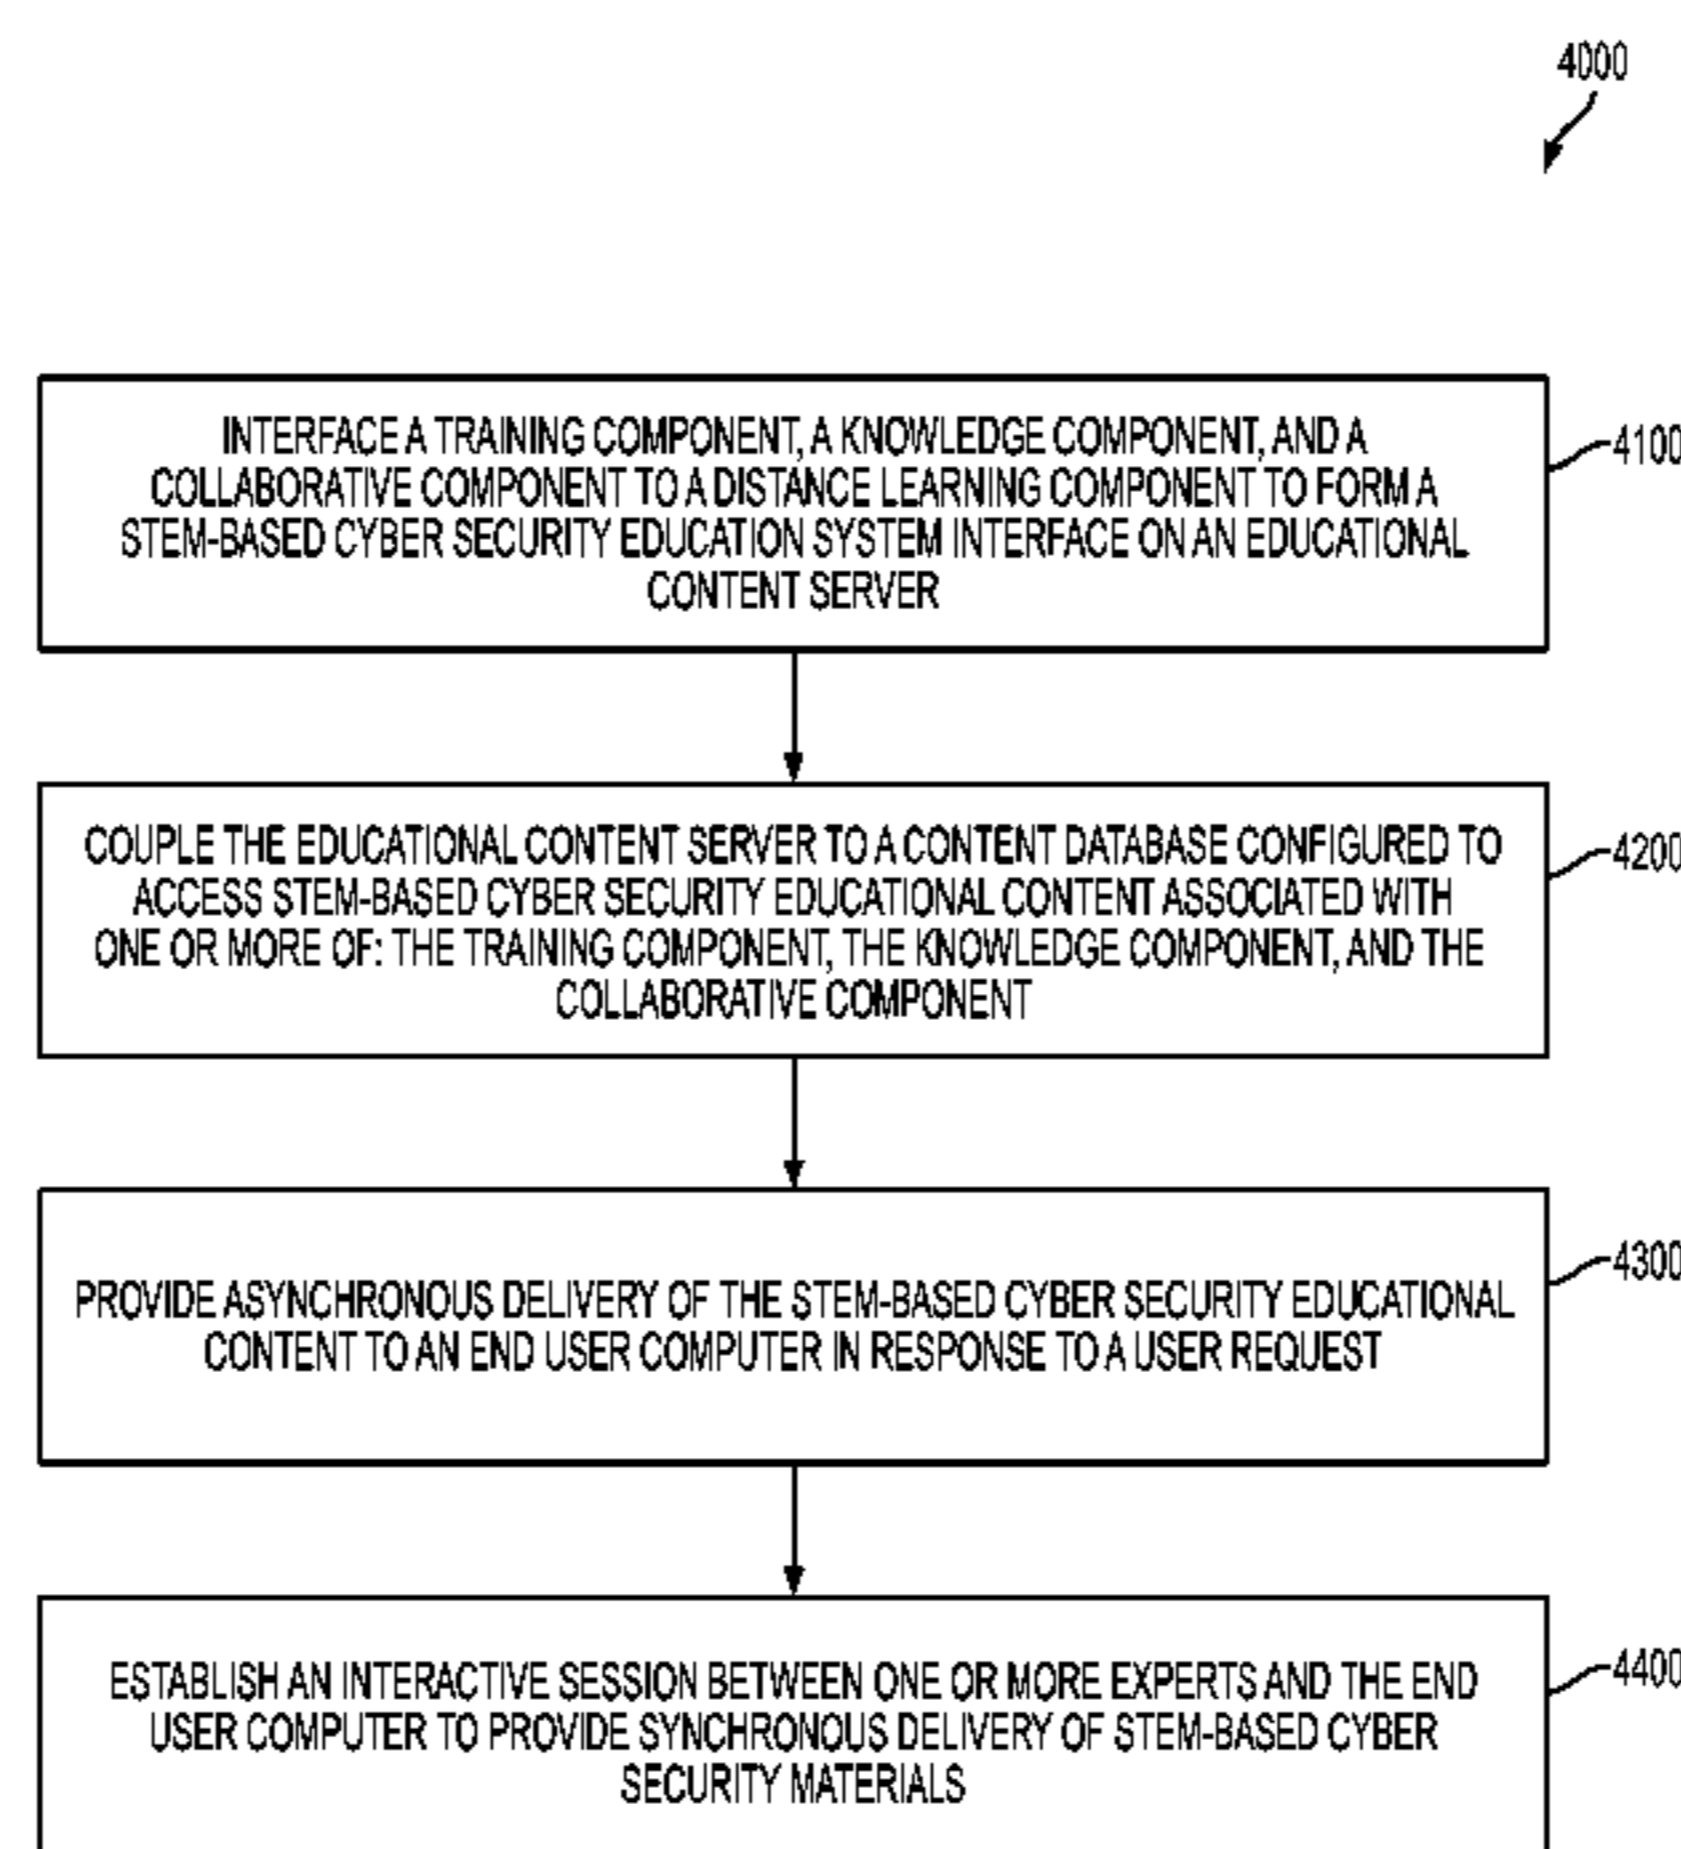 4000
INTERFACE A TRAINING COMPONENT, A KNOWLEDGE COMPONENT, AND A
COLLABORATIVE COMPONENT TO A DISTANCE LEARNING COMPONENT TO FORM A
STEM-BASED CYBER SECURITY EDUCATION SYSTEM INTERFACE ON AN EDUCATIONAL
CONTENT SERVER
4100
COUPLE THE EDUCATIONAL CONTENT SERVER TO A CONTENT DATABASE CONFIGURED TO
ACCESS STEM-BASED CYBER SECURITY EDUCATIONAL CONTENT ASSOCIATED WITH
ONE OR MORE OF: THE TRAINING COMPONENT, THE KNOWLEDGE COMPONENT, AND THE
COLLABORATIVE COMPONENT
4200
PROVIDE ASYNCHRONOUS DELIVERY OF THE STEM-BASED CYBER SECURITY EDUCATIONAL
CONTENT TO AN END USER COMPUTER IN RESPONSE TO A USER REQUEST
4300
ESTABLISH AN INTERACTIVE SESSION BETWEEN ONE OR MORE EXPERTS AND THE END
USER COMPUTER TO PROVIDE SYNCHRONOUS DELIVERY OF STEM-BASED CYBER
SECURITY MATERIALS
4400